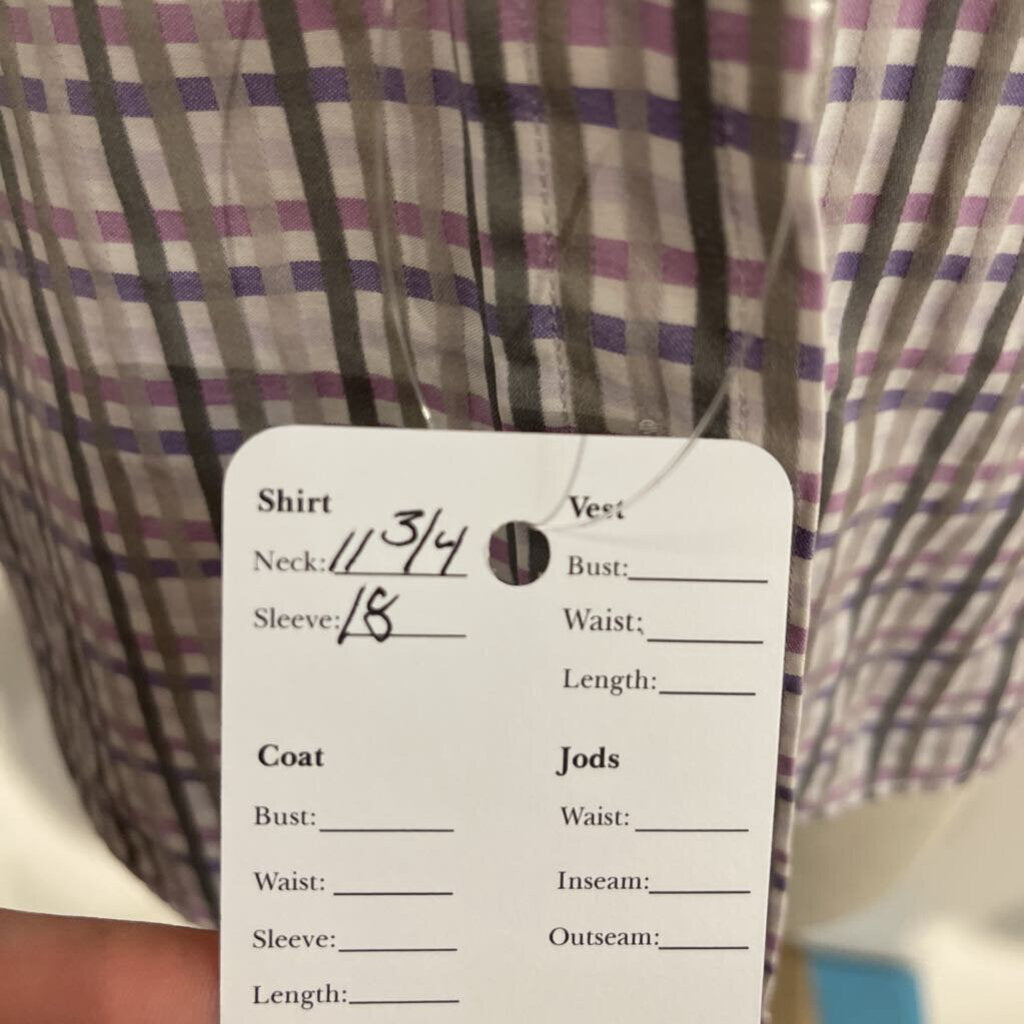 Shirt
Neck: 11 3/4
Sleeve: 18
Vest
Bust:
Waist:
Length:
Coat
Bust:
Waist:
Sleeve:
Length:
Jods
Waist:
Inseam:
Outseam: